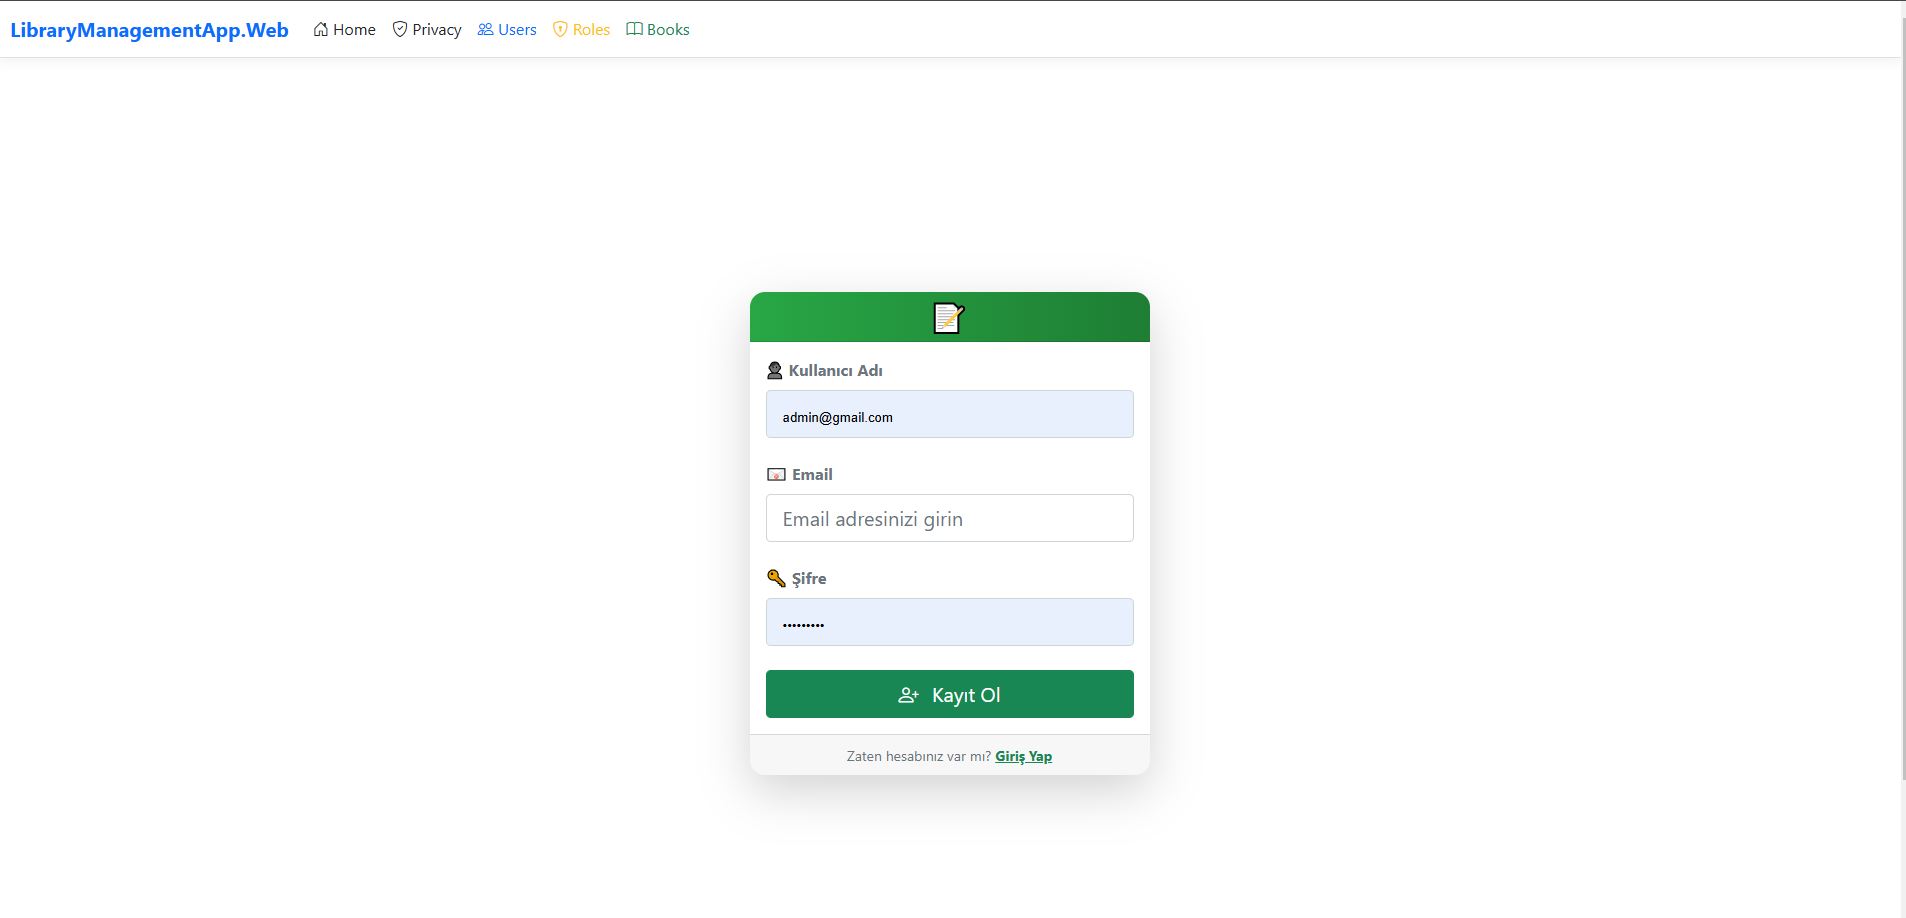 LibraryManagementApp.Web Home Privacy Users Roles Books
Kullanıcı Adı
admin@gmail.com
Email
Email adresinizi girin
Şifre
•••••••••
Kayıt Ol
Zaten hesabınız var mı? Giriş Yap